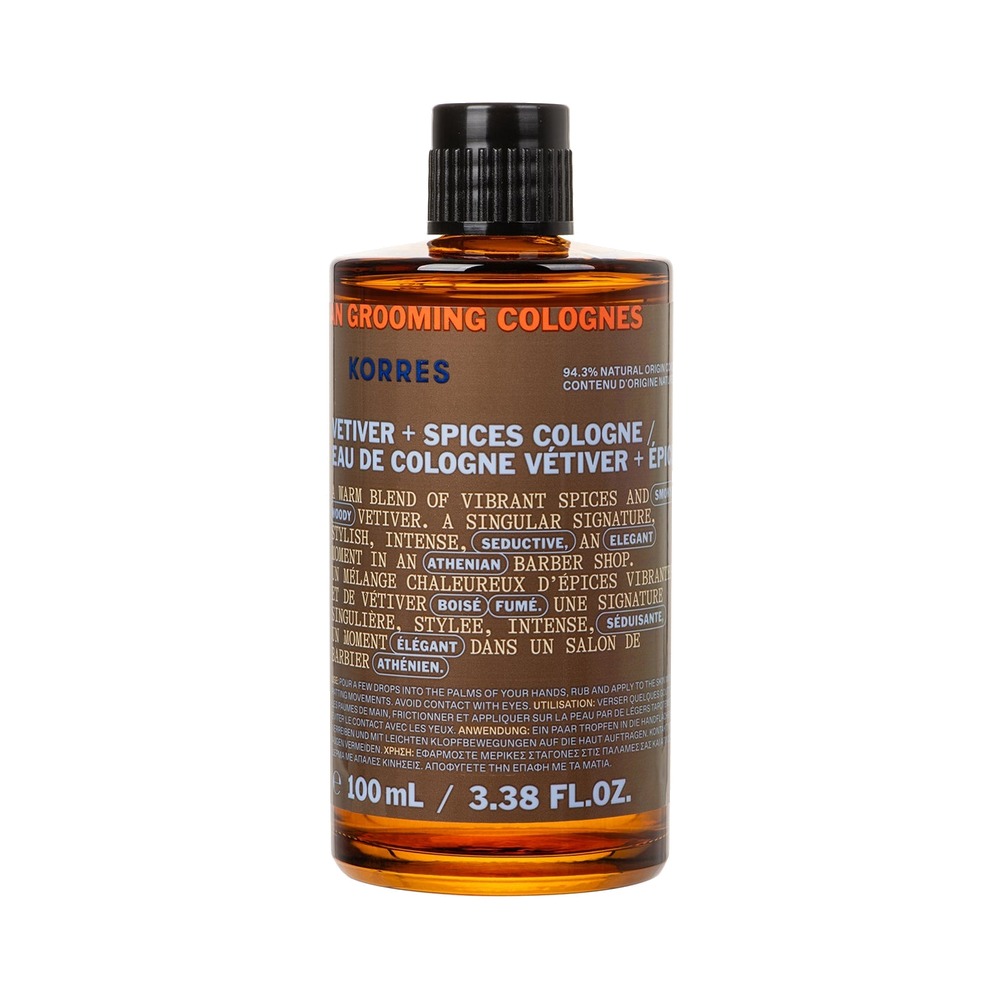 GROOMING COLOGNES
KORRES
94.3% NATURAL ORIGIN
CONTENU D'ORIGINE
VETIVER + SPICES COLOGNE /
EAU DE COLOGNE VÉTIVER +
A WARM BLEND OF VIBRANT SPICES AND
WOODY VETIVER. A SINGULAR SIGNATURE,
STYLISH, INTENSE, SEDUCTIVE, AN ELEGANT
MOMENT IN AN ATHENIAN BARBER SHOP.
UN MÉLANGE CHALEUREUX D'ÉPICES VIBRANTES
ET DE VÉTIVER BOISÉ FUMÉ. UNE SIGNATURE
SINGULIÈRE, STYLEE, INTENSE, SÉDUISANTE,
UN MOMENT ÉLÉGANT DANS UN SALON DE
BARBIER ATHÉNIEN.
POUR A FEW DROPS INTO THE PALMS OF YOUR HANDS, RUB AND APPLY TO THE SKIN
MOVEMENTS. AVOID CONTACT WITH EYES. UTILISATION: VERSER QUELQUES
PAUMES DE MAIN, FRICTIONNER ET APPLIQUER SUR LA PEAU PAR DE LÉGERS
LE CONTACT AVEC LES YEUX. ANWENDUNG: EIN PAAR TROPFEN IN DIE
UND MIT LEICHTEN KLOPFBEWEGUNGEN AUF DIE HAUT AUFTRAGEN.
VERMEIDEN. ΧΡΗΣΗ: ΕΦΑΡΜΟΣΤΕ ΜΕΡΙΚΕΣ ΣΤΑΓΟΝΕΣ ΣΤΙΣ ΠΑΛΑΜΕΣ ΣΑΣ ΚΑΙ
ΜΕ ΑΠΑΛΕΣ ΚΙΝΗΣΕΙΣ. ΑΠΟΦΥΓΕΤΕ ΤΗΝ ΕΠΑΦΗ ΜΕ ΤΑ ΜΑΤΙΑ.
℮ 100 mL / 3.38 FL.OZ.